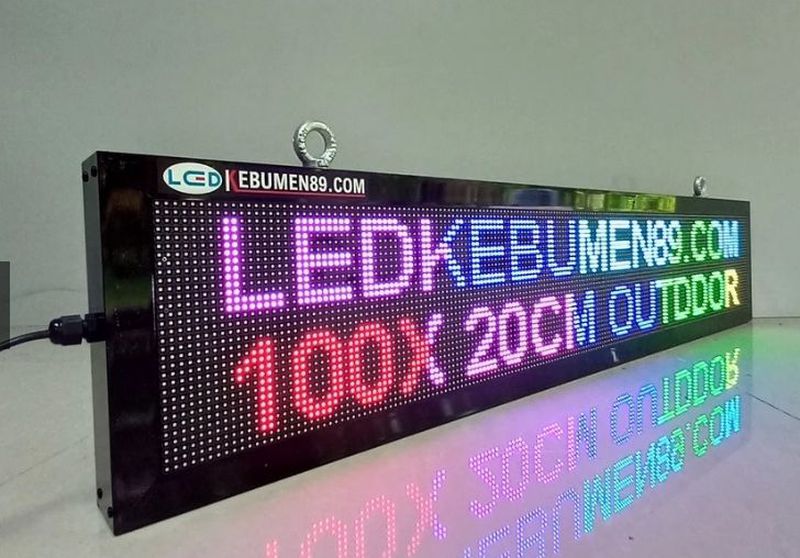 LED KEBUMEN89.COM
LEDKEBUMEN89.COM
100X 20CM OUTDDOR